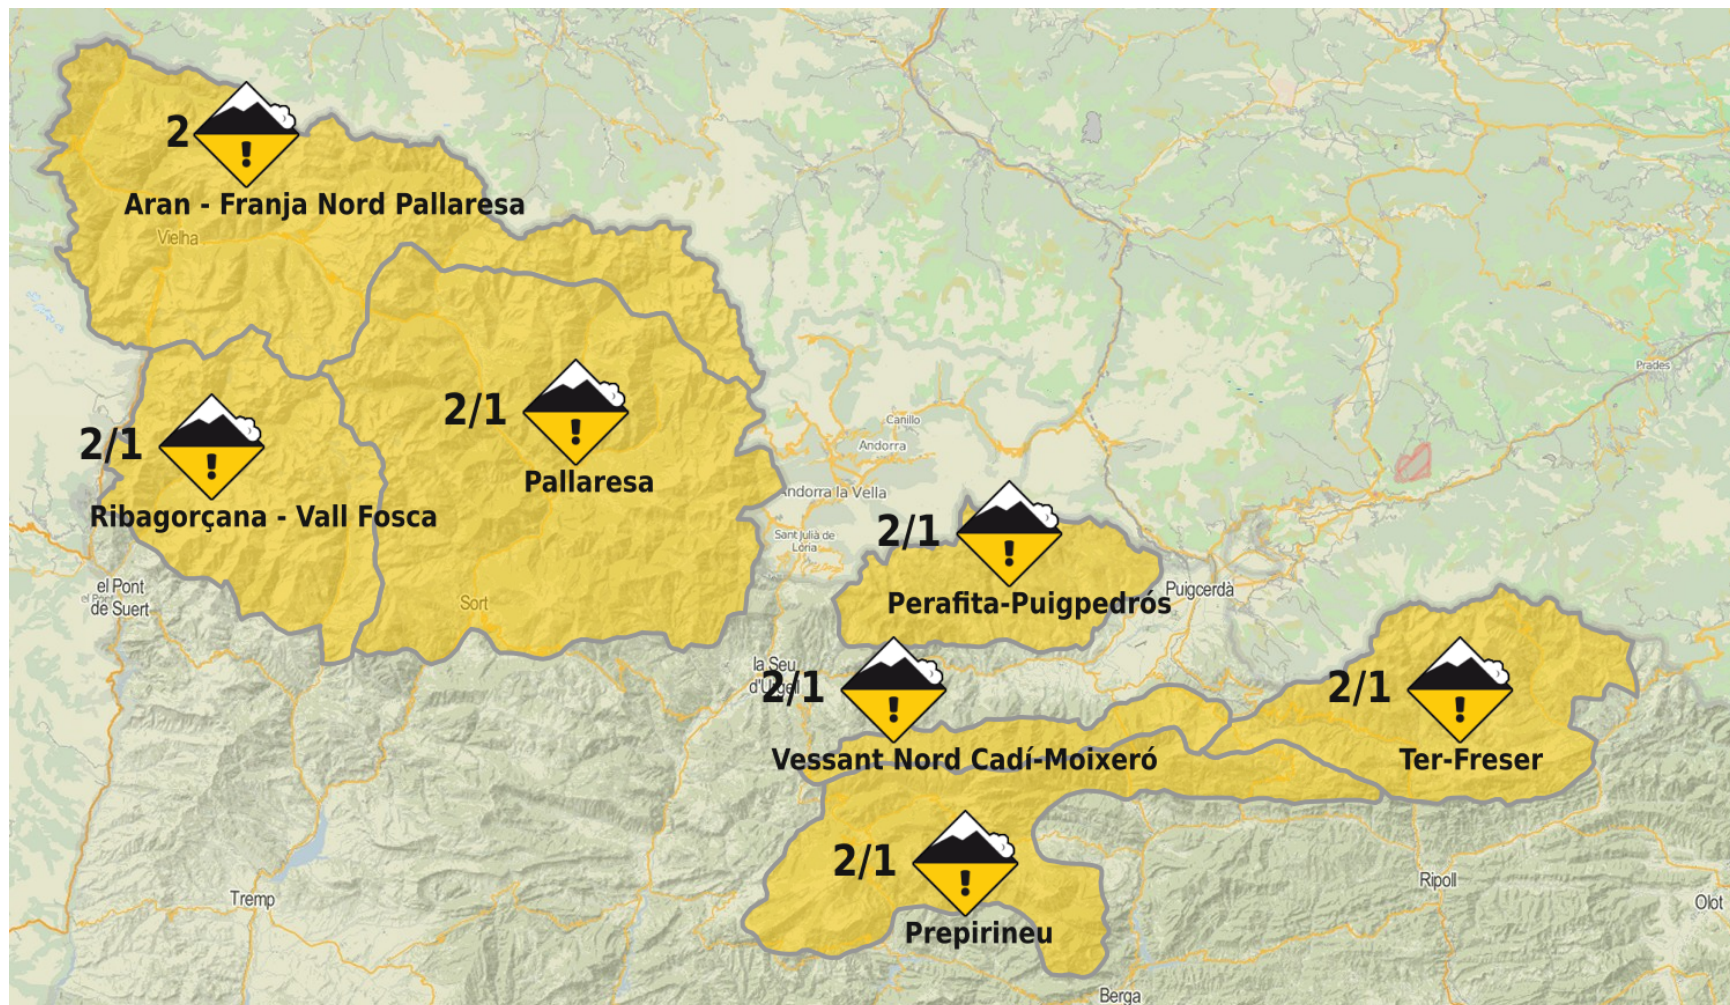 2
!
Aran - Franja Nord Pallaresa
Vielha
2/1
!
Pallaresa
2/1
!
Ribagorçana - Vall Fosca
Prades
Canillo
Andorra
Andorra la Vella
2/1
!
Perafita-Puigpedrós
Sant Julià de
Lòria
el Pont
de Suert
Sort
Puigcerdà
la Seu
d'Urgell
2/1
!
Vessant Nord Cadí-Moixeró
2/1
!
Ter-Freser
2/1
!
Prepirineu
Tremp
Ripoll
Olot
Berga